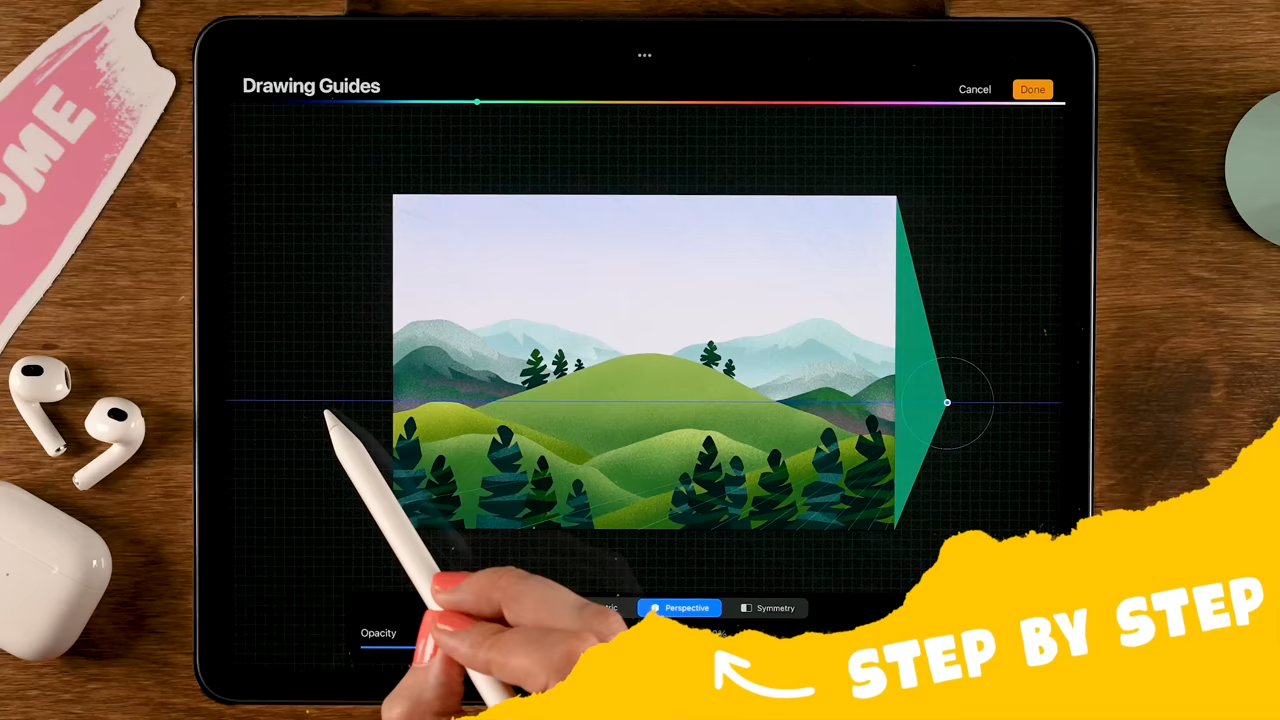 OME
Drawing Guides
Cancel
Done
Perspective
Symmetry
Opacity
STEP BY STEP